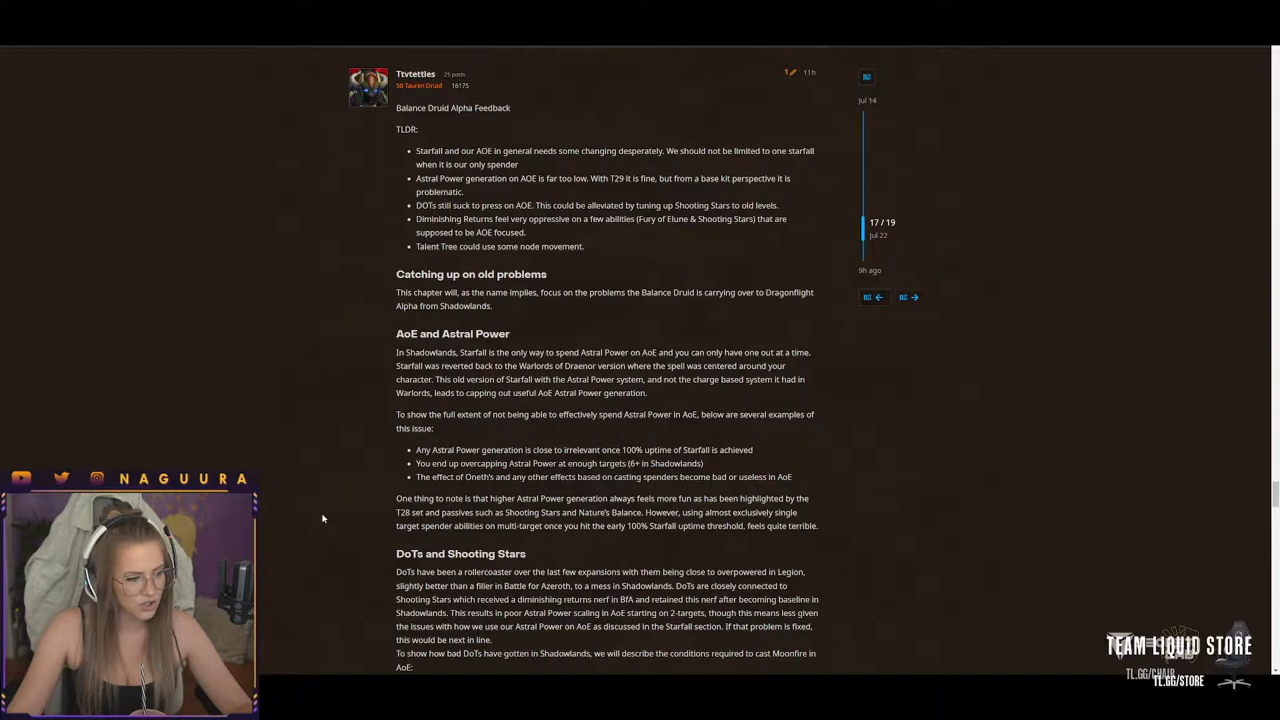 Ttvtettles 21 posts
50 Tauren Druid 16175
1 11h
Jul 14
17 / 19
Jul 22
9h ago
Balance Druid Alpha Feedback
TLDR:
Starfall and our AOE in general needs some changing desperately. We should not be limited to one starfall
when it is our only spender
Astral Power generation on AOE is far too low. With T29 it is fine, but from a base kit perspective it is
problematic.
DOTs still suck to press on AOE. This could be alleviated by tuning up Shooting Stars to old levels.
Diminishing Returns feel very oppressive on a few abilities (Fury of Elune & Shooting Stars) that are
supposed to be AOE focused.
Talent Tree could use some node movement.
Catching up on old problems
This chapter will, as the name implies, focus on the problems the Balance Druid is carrying over to Dragonflight
Alpha from Shadowlands.
AoE and Astral Power
In Shadowlands, Starfall is the only way to spend Astral Power on AoE and you can only have one out at a time.
Starfall was reverted back to the Warlords of Draenor version where the spell was centered around your
character. This old version of Starfall with the Astral Power system, and not the charge based system it had in
Warlords, leads to capping out useful AoE Astral Power generation.
To show the full extent of not being able to effectively spend Astral Power in AoE, below are several examples of
this issue:
Any Astral Power generation is close to irrelevant once 100% uptime of Starfall is achieved
You end up overcapping Astral Power at enough targets (6+ in Shadowlands)
The effect of Oneth's and any other effects based on casting spenders become bad or useless in AoE
One thing to note is that higher Astral Power generation always feels more fun as has been highlighted by the
T28 set and passives such as Shooting Stars and Nature's Balance. However, using almost exclusively single
target spender abilities on multi-target once you hit the early 100% Starfall uptime threshold, feels quite terrible.
DoTs and Shooting Stars
DoTs have been a rollercoaster over the last few expansions with them being close to overpowered in Legion,
slightly better than a filler in Battle for Azeroth, to a mess in Shadowlands. DoTs are closely connected to
Shooting Stars which received a diminishing returns nerf in BfA and retained this nerf after becoming baseline in
Shadowlands. This results in poor Astral Power scaling in AoE starting on 2-targets, though this means less given
the issues with how we use our Astral Power on AoE as discussed in the Starfall section. If that problem is fixed,
this would be next in line.
To show how bad DoTs have gotten in Shadowlands, we will describe the conditions required to cast Moonfire in
AoE:
NAGUURA
TEAM LIQUID STORE
TL.GG/CHAIR
TL.GG/STORE